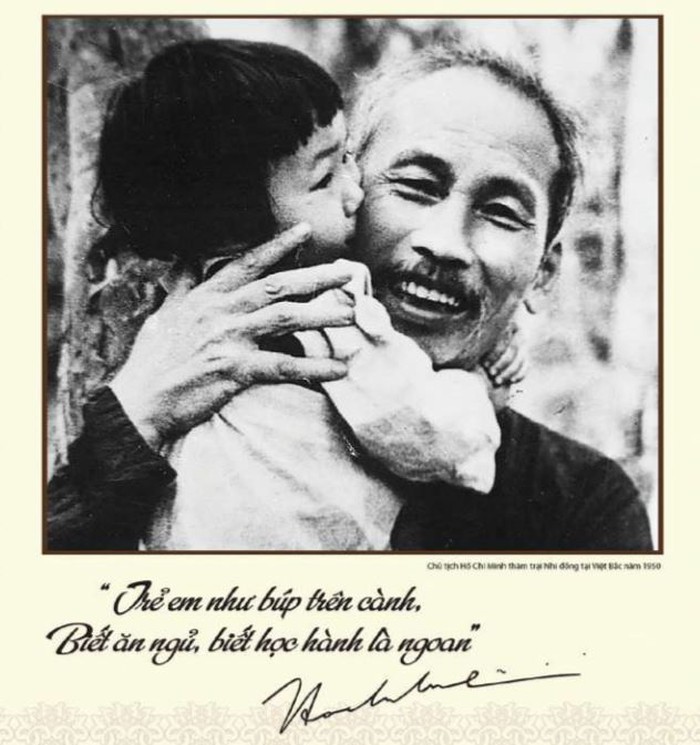 Chủ tịch Hồ Chí Minh thăm trại Nhi đồng tại Việt Bắc năm 1950
“Trẻ em như búp trên cành,
Biết ăn ngủ, biết học hành là ngoan”